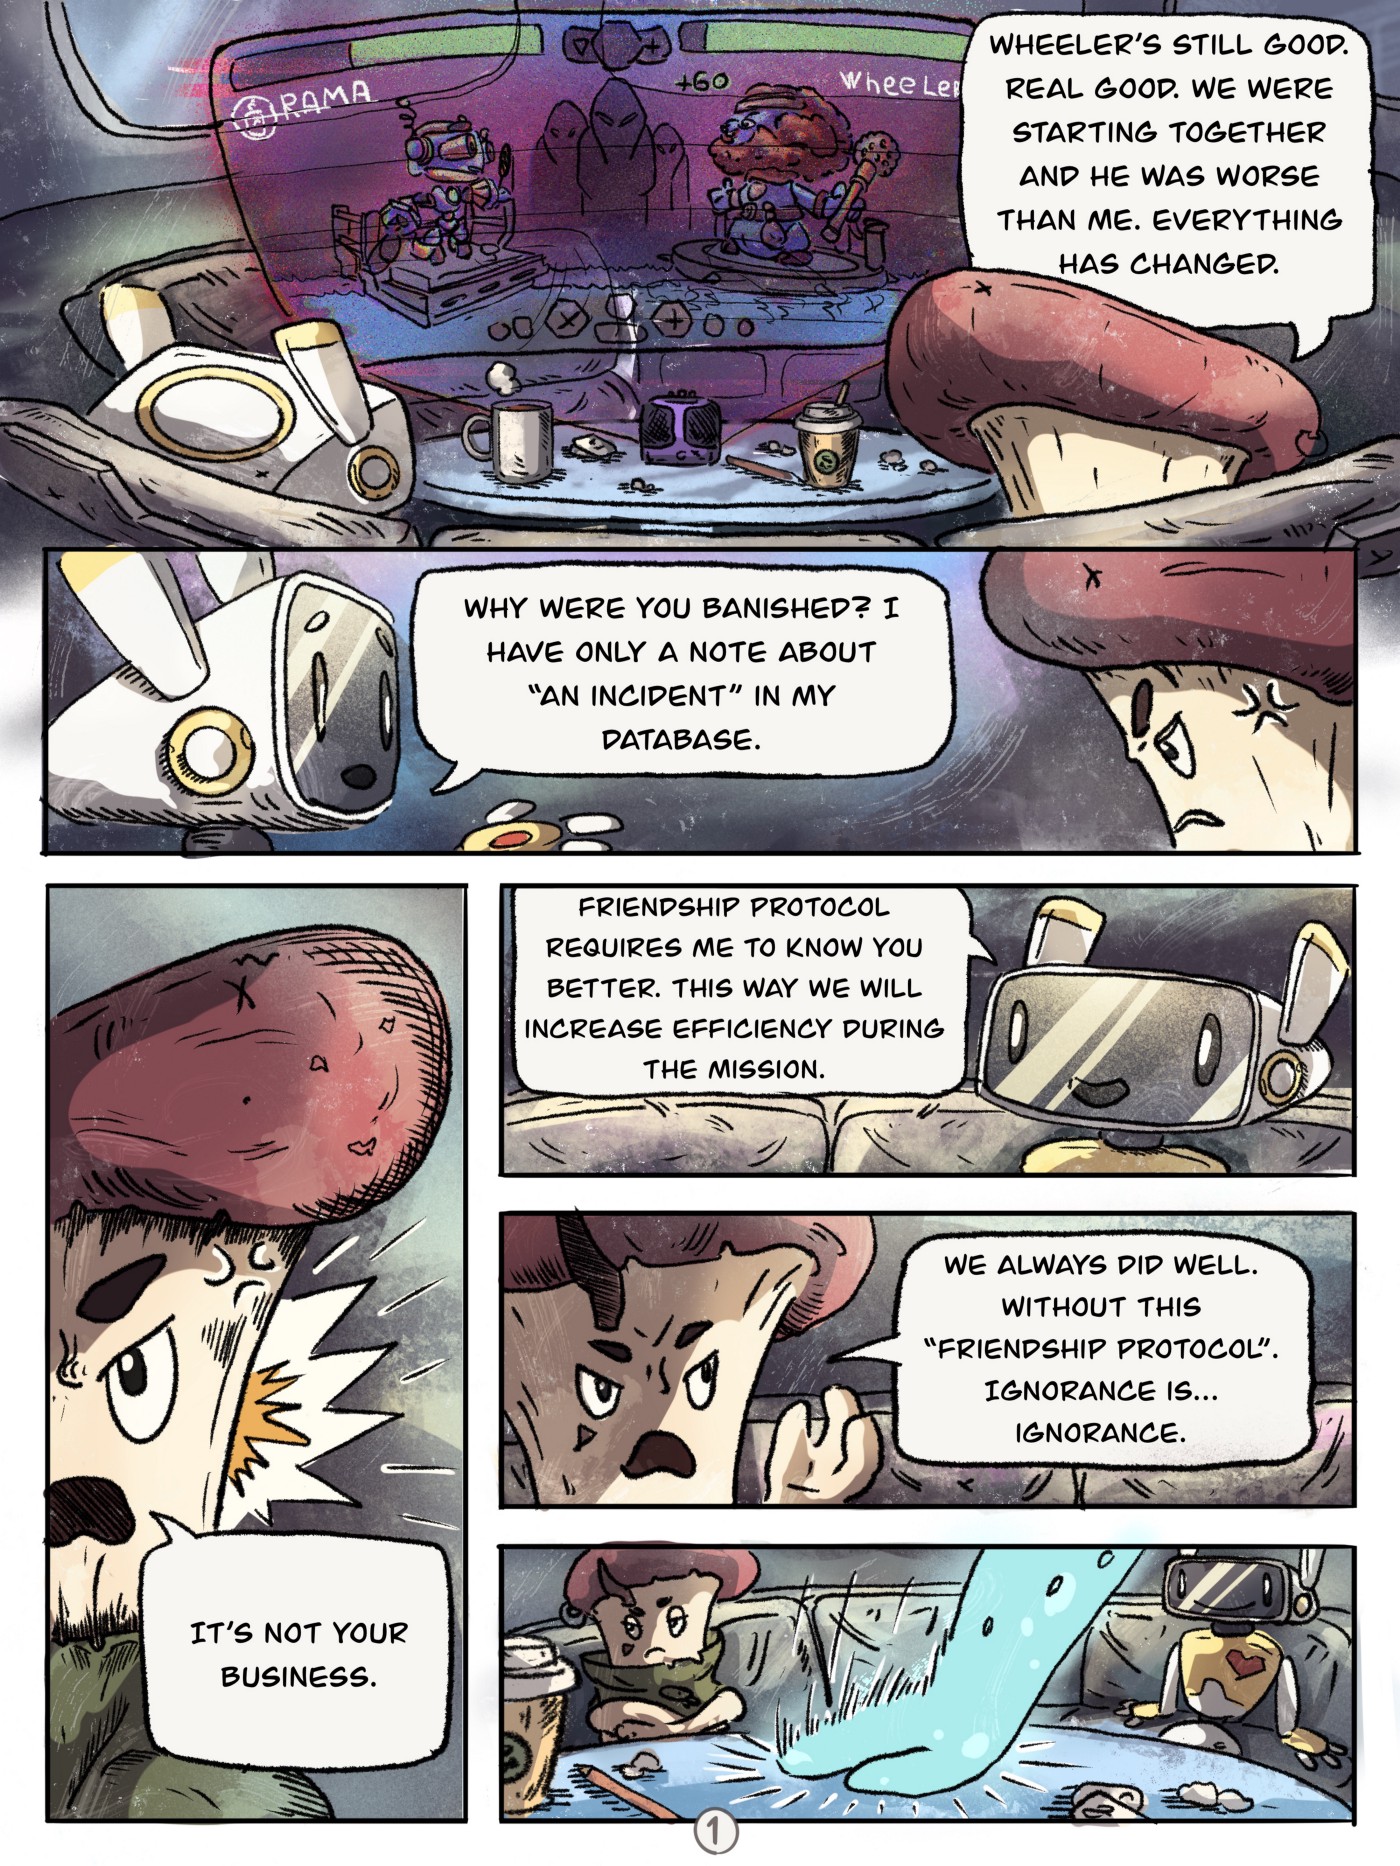 RAMA
+60
Wheeler
WHEELER'S STILL GOOD.
REAL GOOD. WE WERE
STARTING TOGETHER
AND HE WAS WORSE
THAN ME. EVERYTHING
HAS CHANGED.
WHY WERE YOU BANISHED? I
HAVE ONLY A NOTE ABOUT
"AN INCIDENT" IN MY
DATABASE.
IT'S NOT YOUR
BUSINESS.
FRIENDSHIP PROTOCOL
REQUIRES ME TO KNOW YOU
BETTER. THIS WAY WE WILL
INCREASE EFFICIENCY DURING
THE MISSION.
WE ALWAYS DID WELL.
WITHOUT THIS
"FRIENDSHIP PROTOCOL".
IGNORANCE IS...
IGNORANCE.
1